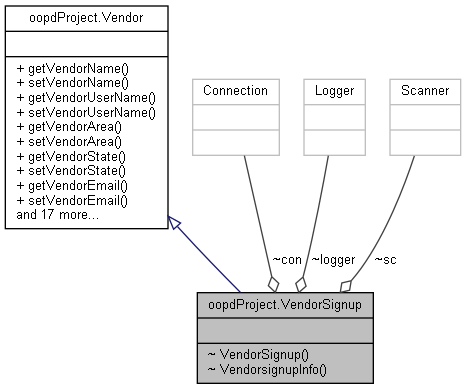 oopdProject.Vendor
+ getVendorName()
+ setVendorName()
+ getVendorUserName()
+ setVendorUserName()
+ getVendorArea()
+ setVendorArea()
+ getVendorState()
+ setVendorState()
+ getVendorEmail()
+ setVendorEmail()
and 17 more...
Connection
Logger
Scanner
~con
~logger
~sc
oopdProject.VendorSignup
~ VendorSignup()
~ VendorsignupInfo()